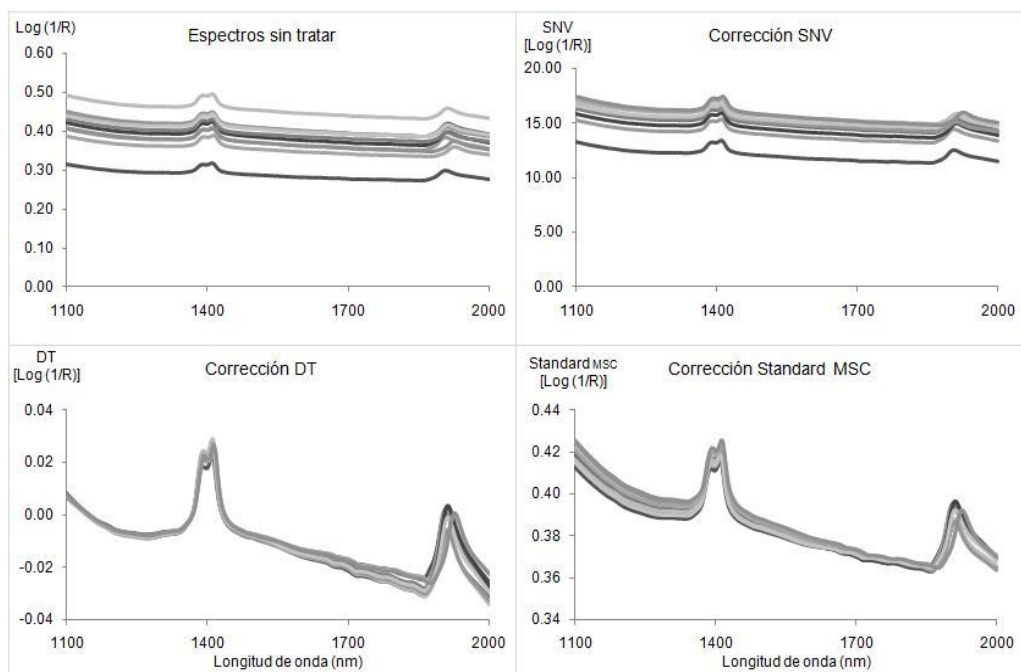 Log (1/R)
Espectros sin tratar
0.60
0.50
0.40
0.30
0.20
0.10
0.00
1100 1400 1700 2000
SNV
[Log (1/R)]
Corrección SNV
20.00
15.00
10.00
5.00
0.00
1100 1400 1700 2000
DT
[Log (1/R)]
Corrección DT
0.04
0.02
0.00
-0.02
-0.04
1100 1400 1700 2000
Longitud de onda (nm)
Standard MSC
[Log (1/R)]
Corrección Standard MSC
0.44
0.42
0.40
0.38
0.36
0.34
1100 1400 1700 2000
Longitud de onda (nm)